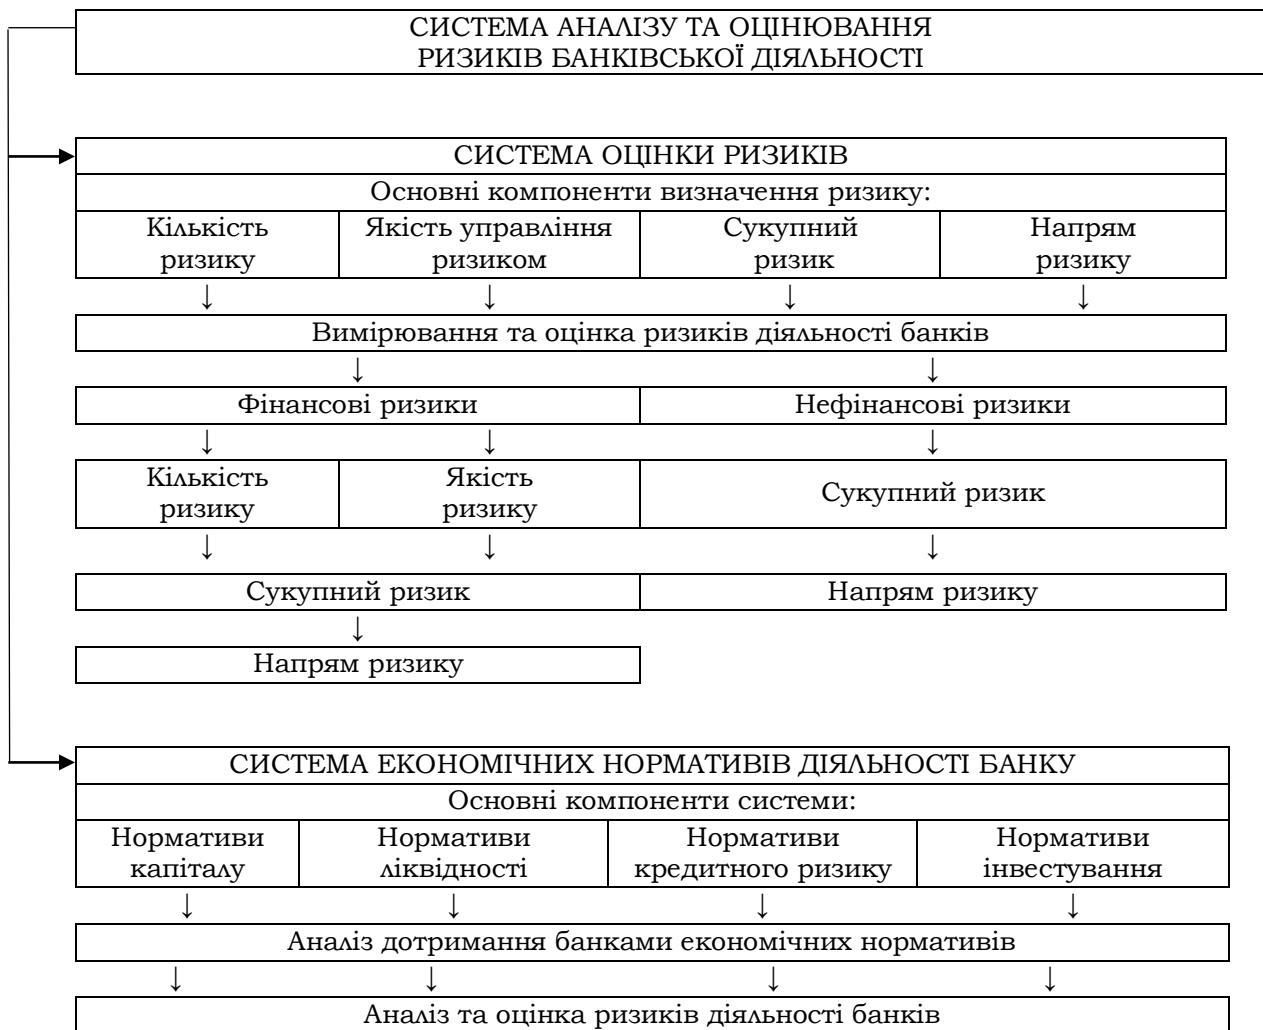 СИСТЕМА АНАЛІЗУ ТА ОЦІНЮВАННЯ
РИЗИКІВ БАНКІВСЬКОЇ ДІЯЛЬНОСТІ
СИСТЕМА ОЦІНКИ РИЗИКІВ
Основні компоненти визначення ризику:
Кількість
ризику
Якість управління
ризиком
Сукупний
ризик
Напрям
ризику
↓ ↓ ↓ ↓
Вимірювання та оцінка ризиків діяльності банків
↓ ↓
Фінансові ризики
Нефінансові ризики
↓ ↓ ↓
Кількість
ризику
Якість
ризику
Сукупний ризик
↓ ↓ ↓
Сукупний ризик
Напрям ризику
↓
Напрям ризику
СИСТЕМА ЕКОНОМІЧНИХ НОРМАТИВІВ ДІЯЛЬНОСТІ БАНКУ
Основні компоненти системи:
Нормативи
капіталу
Нормативи
ліквідності
Нормативи
кредитного ризику
Нормативи
інвестування
↓ ↓ ↓ ↓
Аналіз дотримання банками економічних нормативів
↓ ↓ ↓ ↓
Аналіз та оцінка ризиків діяльності банків